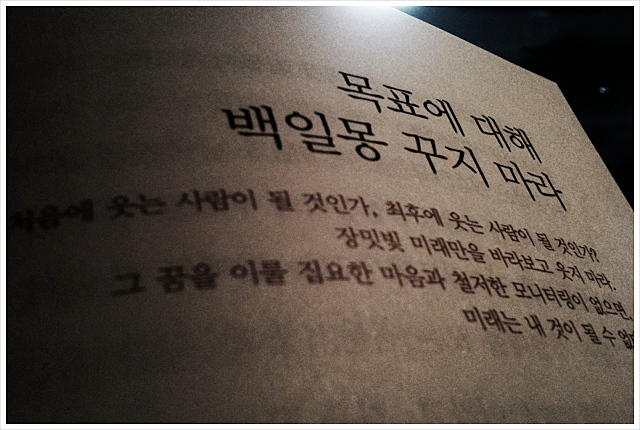 목표에 대해
백일몽 꾸지 마라
처음에 웃는 사람이 될 것인가, 최후에 웃는 사람이 될 것인가?
장밋빛 미래만을 바라보고 웃지 마라.
그 꿈을 이룰 집요한 마음과 철저한 모니터링이 없으면,
미래는 내 것이 될 수